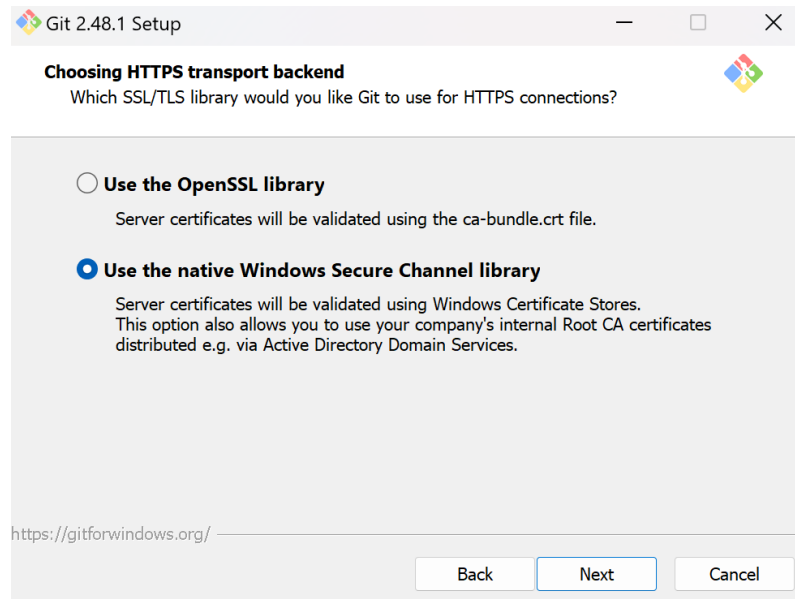 Git 2.48.1 Setup
Choosing HTTPS transport backend
Which SSL/TLS library would you like Git to use for HTTPS connections?
Use the OpenSSL library
Server certificates will be validated using the ca-bundle.crt file.
Use the native Windows Secure Channel library
Server certificates will be validated using Windows Certificate Stores.
This option also allows you to use your company's internal Root CA certificates
distributed e.g. via Active Directory Domain Services.
https://gitforwindows.org/
Back Next Cancel